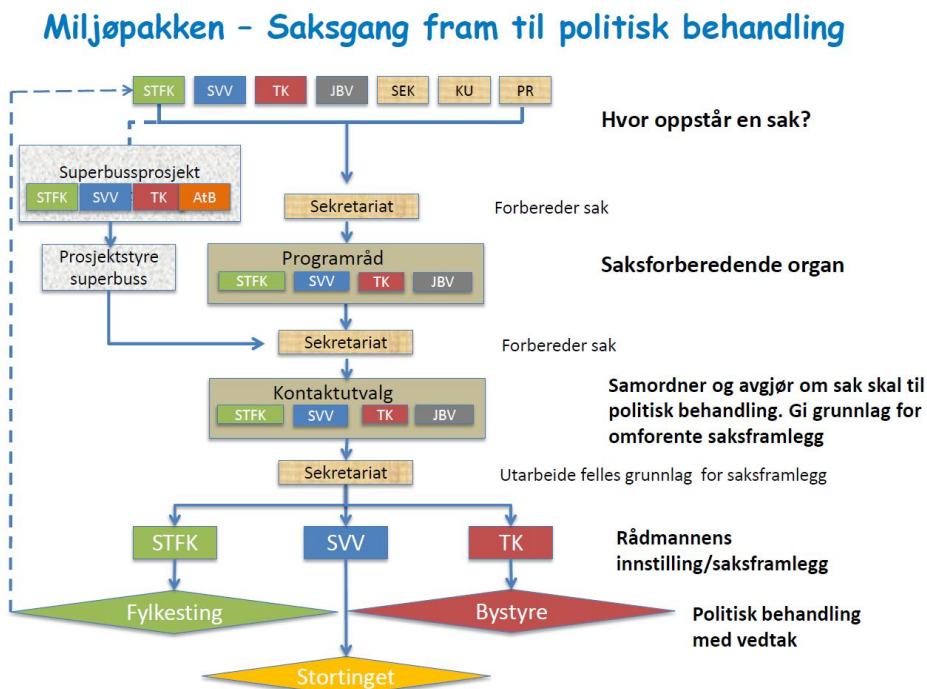 Miljøpakken – Saksgang fram til politisk behandling
STFK SVV TK JBV SEK KU PR
Hvor oppstår en sak?
Superbussprosjekt
STFK SVV TK AtB
Sekretariat
Forbereder sak
Prosjektstyre
superbuss
Programråd
STFK SVV TK JBV
Saksforberedende organ
Sekretariat
Forbereder sak
Kontaktutvalg
STFK SVV TK JBV
Samordner og avgjør om sak skal til
politisk behandling. Gi grunnlag for
omforente saksframlegg
Sekretariat
Utarbeide felles grunnlag for saksframlegg
STFK SVV TK
Rådmannens
innstilling/saksframlegg
Fylkesting
Bystyre
Politisk behandling
med vedtak
Stortinget